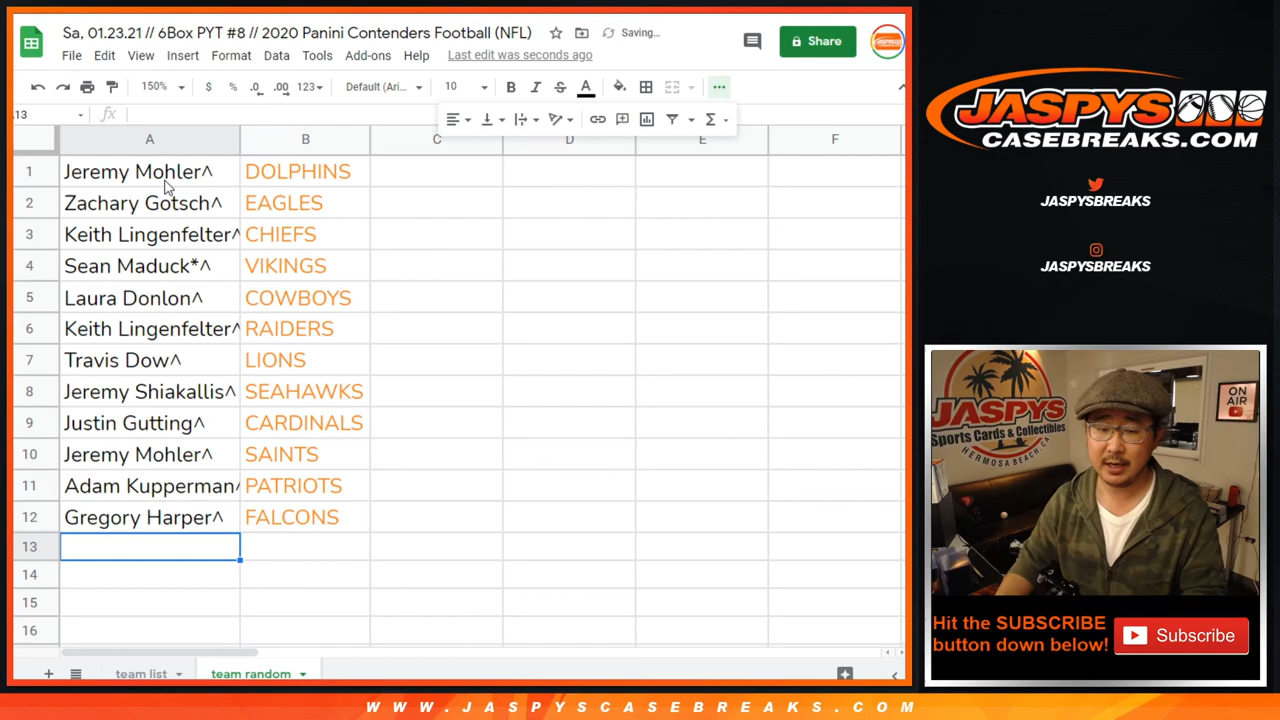 Sa, 01.23.21 // 6Box PYT #8 // 2020 Panini Contenders Football (NFL) Saving...
File Edit View Insert Format Data Tools Add-ons Help Last edit was seconds ago
Share
150% $ % .0 .00 123 Default (Ari... 10 B I S A
13 fx
A B C D E F
1 Jeremy Mohler^ DOLPHINS
2 Zachary Gotsch^ EAGLES
3 Keith Lingenfelter^ CHIEFS
4 Sean Maduck*^ VIKINGS
5 Laura Donlon^ COWBOYS
6 Keith Lingenfelter^ RAIDERS
7 Travis Dow^ LIONS
8 Jeremy Shiakallis^ SEAHAWKS
9 Justin Gutting^ CARDINALS
10 Jeremy Mohler^ SAINTS
11 Adam Kupperman^ PATRIOTS
12 Gregory Harper^ FALCONS
13
14
15
16
team list team random
JASPYS
CASEBREAKS.COM
JASPYSBREAKS
JASPYSBREAKS
JASPYS
Sports Cards & Collectibles
HERMOSA BEACH, CA
ON AIR
Hit the SUBSCRIBE
button down below!
Subscribe
WWW.JASPYSCASEBREAKS.COM